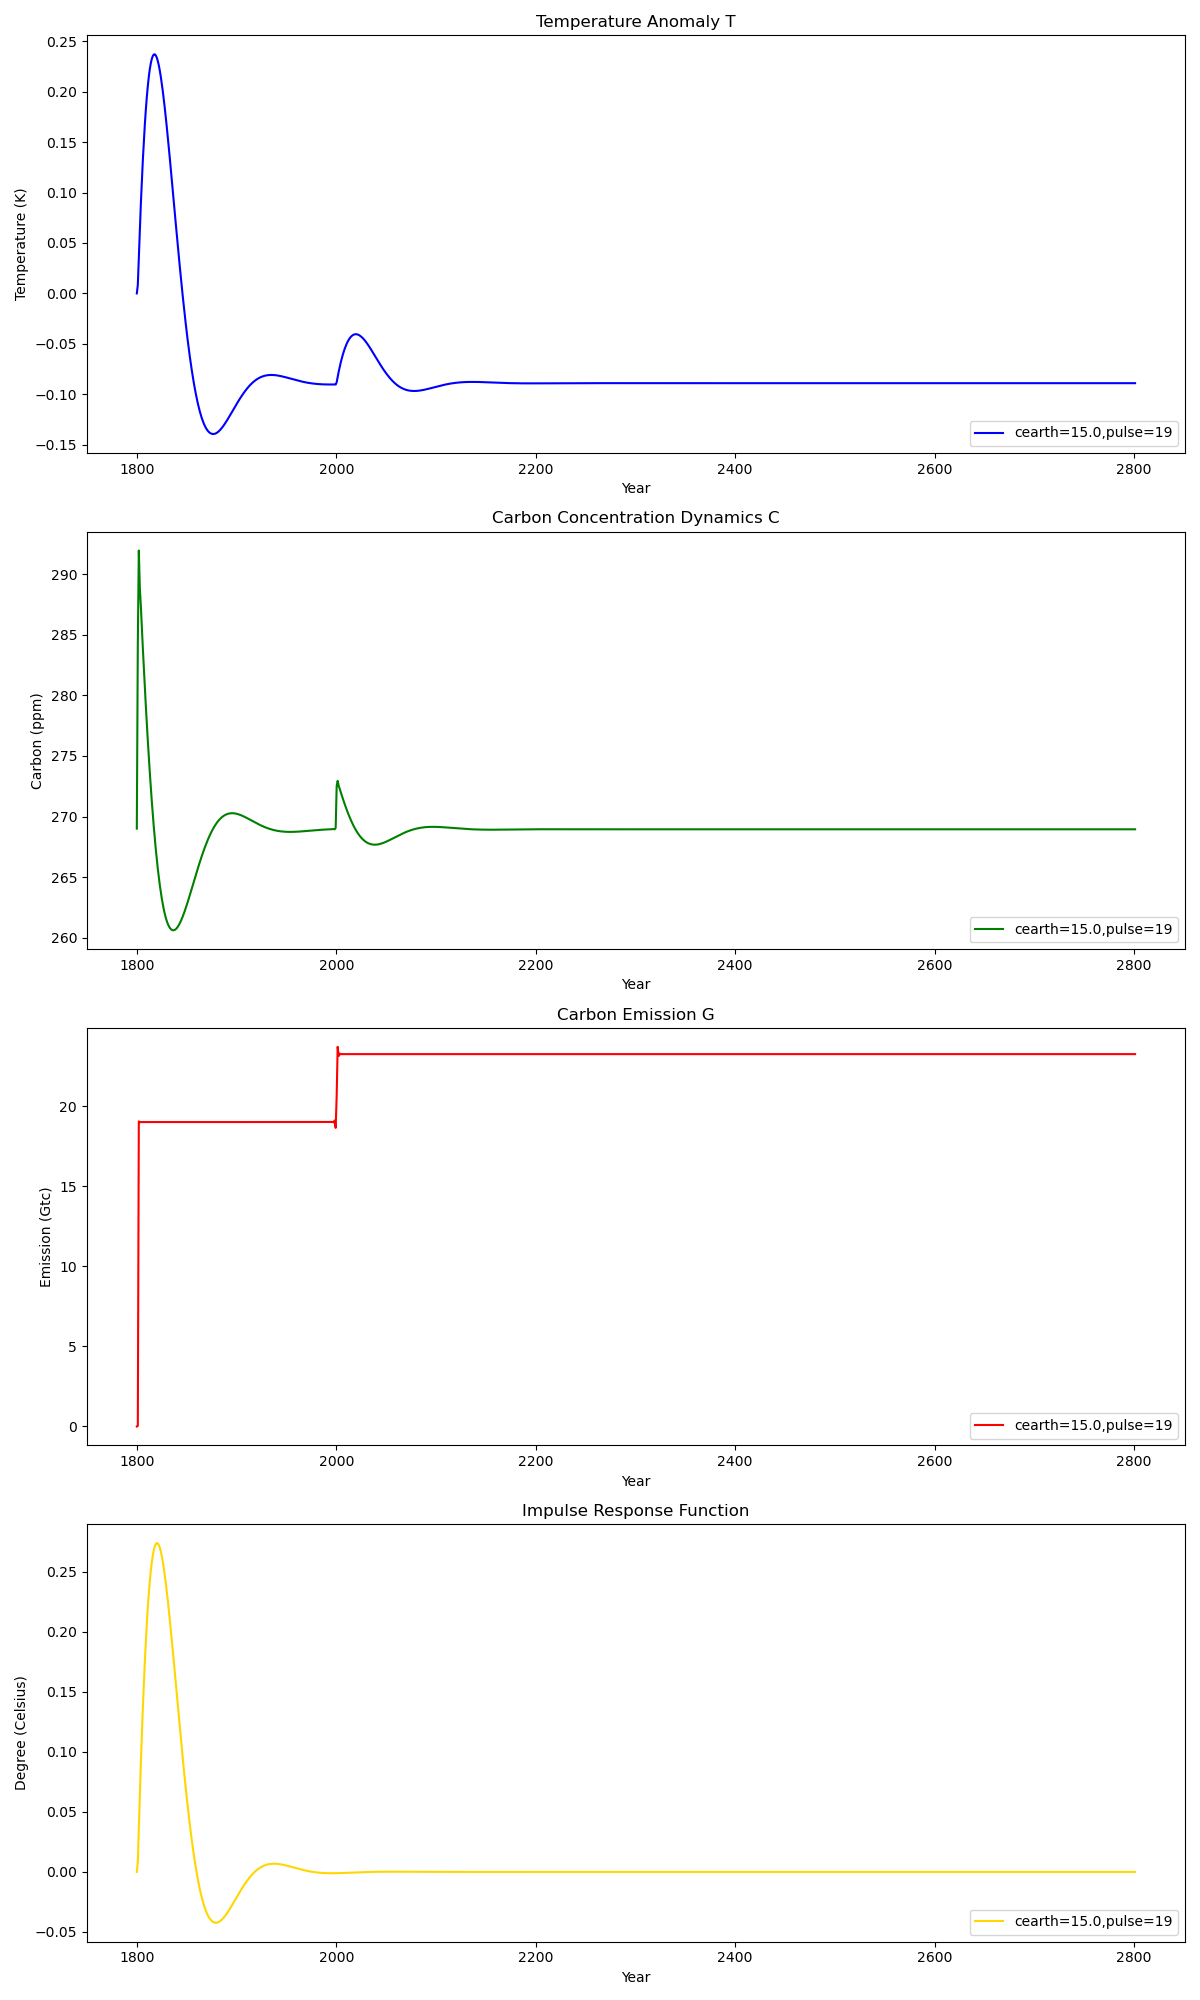 Temperature Anomaly T
Temperature (K)
0.25
0.20
0.15
0.10
0.05
0.00
−0.05
−0.10
−0.15
cearth=15.0,pulse=19
1800 2000 2200 2400 2600 2800
Year
Carbon Concentration Dynamics C
Carbon (ppm)
290
285
280
275
270
265
260
cearth=15.0,pulse=19
1800 2000 2200 2400 2600 2800
Year
Carbon Emission G
Emission (Gtc)
20
15
10
5
0
cearth=15.0,pulse=19
1800 2000 2200 2400 2600 2800
Year
Impulse Response Function
Degree (Celsius)
0.25
0.20
0.15
0.10
0.05
0.00
−0.05
cearth=15.0,pulse=19
1800 2000 2200 2400 2600 2800
Year